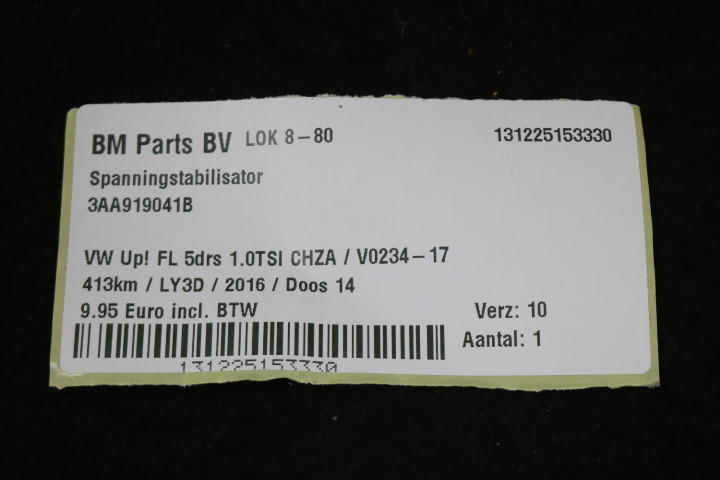 BM Parts BV LOK 8-80 131225153330
Spanningstabilisator
3AA919041B
VW Up! FL 5drs 1.0TSI CHZA / V0234-17
413km / LY3D / 2016 / Doos 14
9.95 Euro incl. BTW Verz: 10
Aantal: 1
131225153330